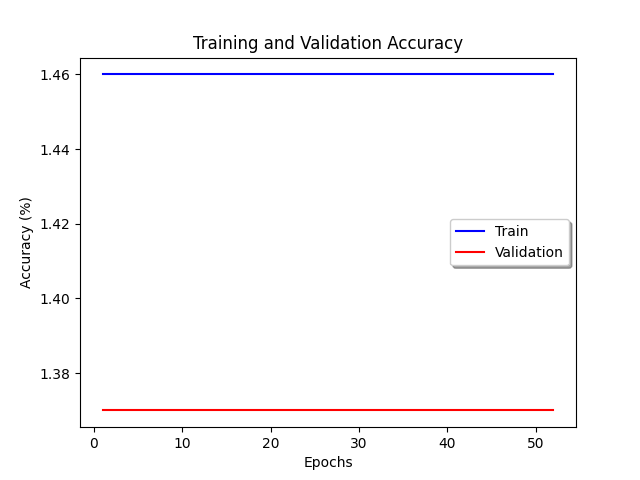 Training and Validation Accuracy
1.46
1.44
1.42
1.40
1.38
Accuracy (%)
Train
Validation
0 10 20 30 40 50
Epochs